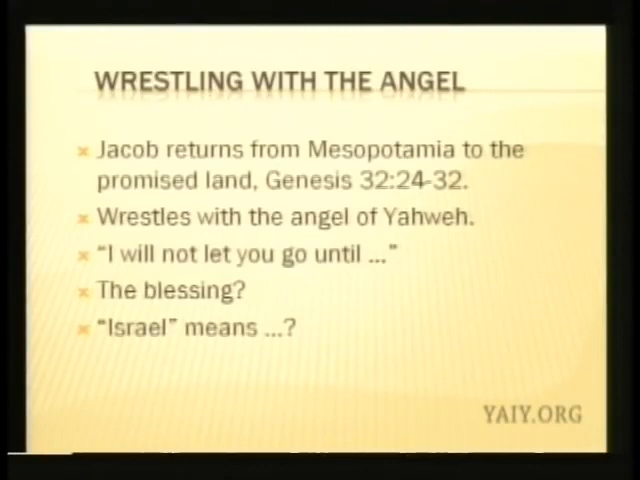 WRESTLING WITH THE ANGEL
Jacob returns from Mesopotamia to the
promised land, Genesis 32:24-32.
Wrestles with the angel of Yahweh.
“I will not let you go until ...”
The blessing?
“Israel” means ...?
YAIY.ORG